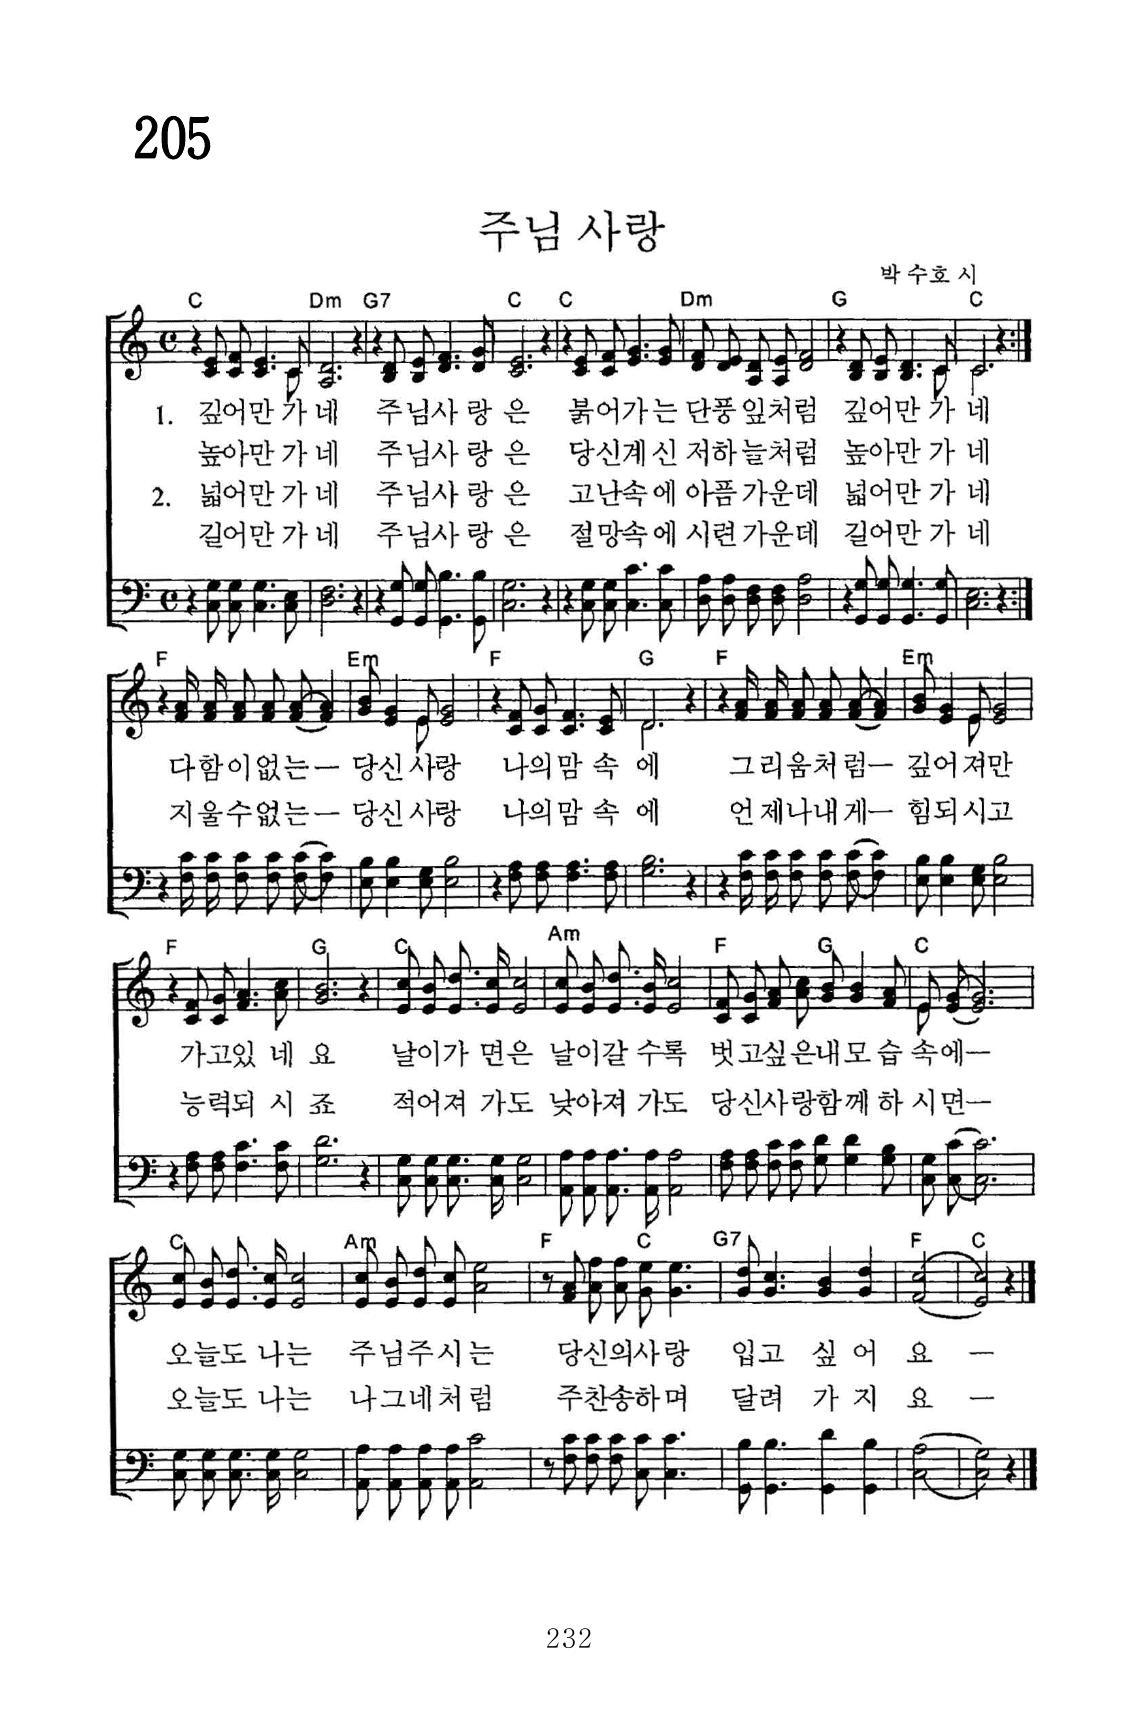 205
주님 사랑
박 수호 시
C Dm G7 C C Dm G C
1. 깊어만 가 네 주님사 랑 은 붉어가 는 단풍 잎처럼 깊어만 가 네
높아만 가 네 주님사 랑 은 당신계 신 저하 늘처럼 높아만 가 네
2. 넓어만 가 네 주님사 랑 은 고난속 에 아픔 가운데 넓어만 가 네
길어만 가 네 주님사 랑 은 절망속 에 시련 가운데 길어만 가 네
F Em F G F Em
다함이없는ー 당신 사랑 나의맘 속 에 그리움처럼ー 깊어져만
지울수없는ー 당신 사랑 나의맘 속 에 언제나내게ー 힘되시고
F G C Am F G C
가고있 네 요 날이가 면은 날이갈 수록 벗고싶은내모 습 속에ー
능력되 시 죠 적어져 가도 낮아져 가도 당신사랑함께 하 시면ー
C Am F C G7 F C
오늘도 나는 주님주시는 당신의사랑 입고 싶 어 요 ー
오늘도 나는 나그네처럼 주찬송하며 달려 가 지 요 ー
232